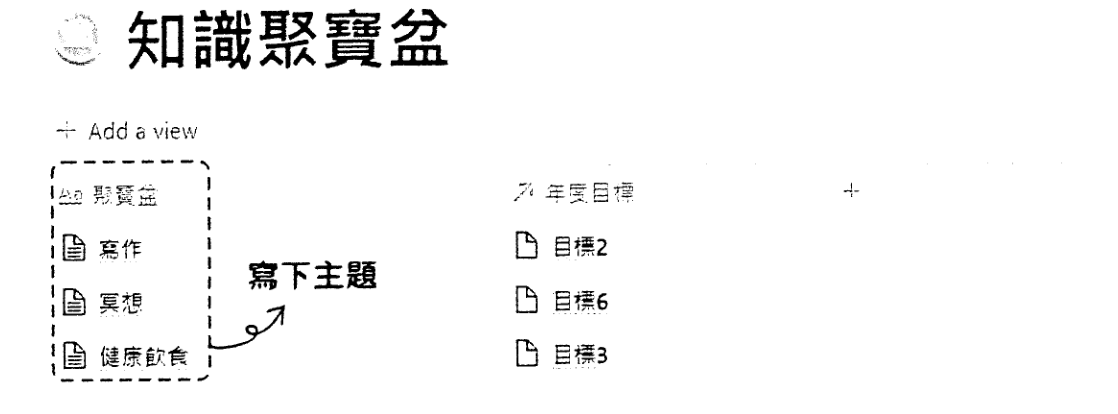 知識聚寶盆
+ Add a view
Aa 聚寶盆
年度目標 +
寫作
目標2
寫下主題
冥想
目標6
健康飲食
目標3